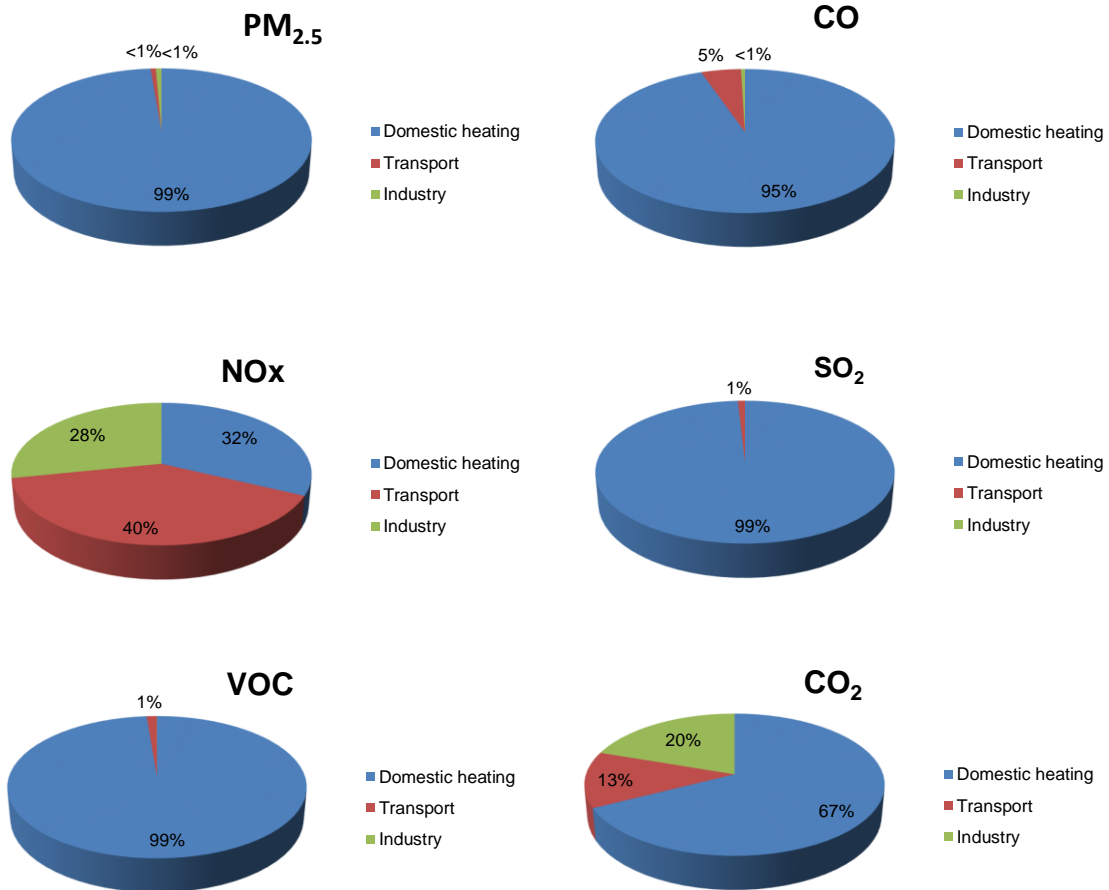 PM2.5
<1% <1%
99%
Domestic heating
Transport
Industry
CO
5% <1%
95%
Domestic heating
Transport
Industry
NOx
28% 32%
40%
Domestic heating
Transport
Industry
SO2
1%
99%
Domestic heating
Transport
Industry
VOC
1%
99%
Domestic heating
Transport
Industry
CO2
20%
13%
67%
Domestic heating
Transport
Industry